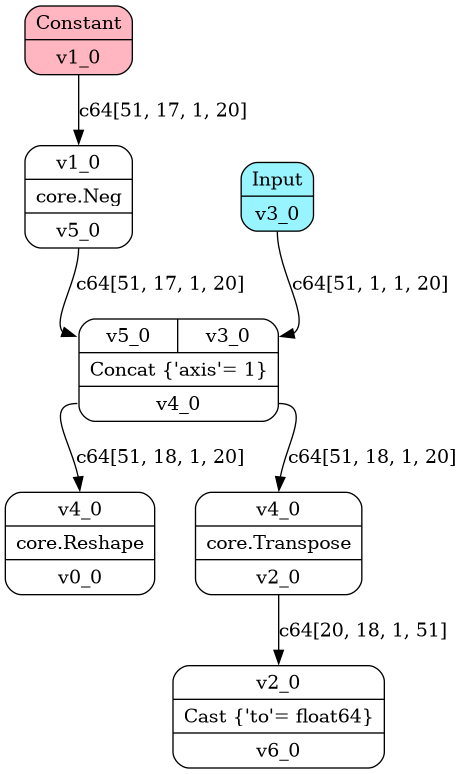 Constant
v1_0
c64[51, 17, 1, 20]
v1_0
core.Neg
v5_0
Input
v3_0
c64[51, 17, 1, 20]
c64[51, 1, 1, 20]
v5_0 v3_0
Concat {'axis'= 1}
v4_0
c64[51, 18, 1, 20]
c64[51, 18, 1, 20]
v4_0
core.Reshape
v0_0
v4_0
core.Transpose
v2_0
c64[20, 18, 1, 51]
v2_0
Cast {'to'= float64}
v6_0